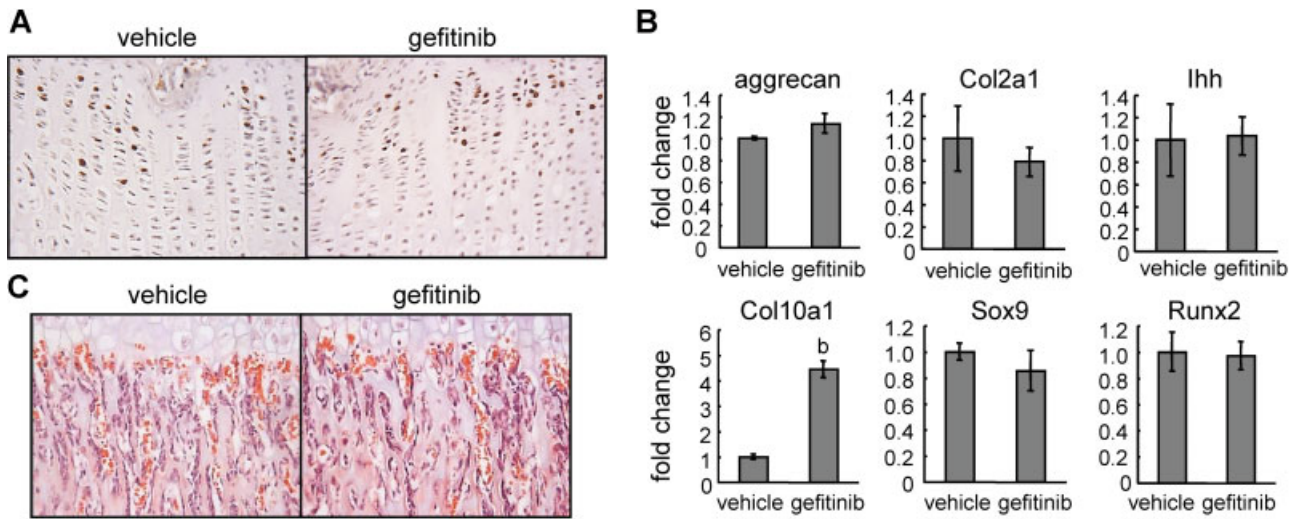 A
vehicle gefitinib
B
aggrecan Col2a1 Ihh
fold change
1.4 1.4 1.4
1.2 1.2 1.2
1.0 1.0 1.0
0.8 0.8 0.8
0.6 0.6 0.6
0.4 0.4 0.4
0.2 0.2 0.2
0 0 0
vehicle gefitinib vehicle gefitinib vehicle gefitinib
C
vehicle gefitinib
Col10a1 Sox9 Runx2
fold change
b
6 1.2 1.2
5 1.0 1.0
4 0.8 0.8
3 0.6 0.6
2 0.4 0.4
1 0.2 0.2
0 0 0
vehicle gefitinib vehicle gefitinib vehicle gefitinib